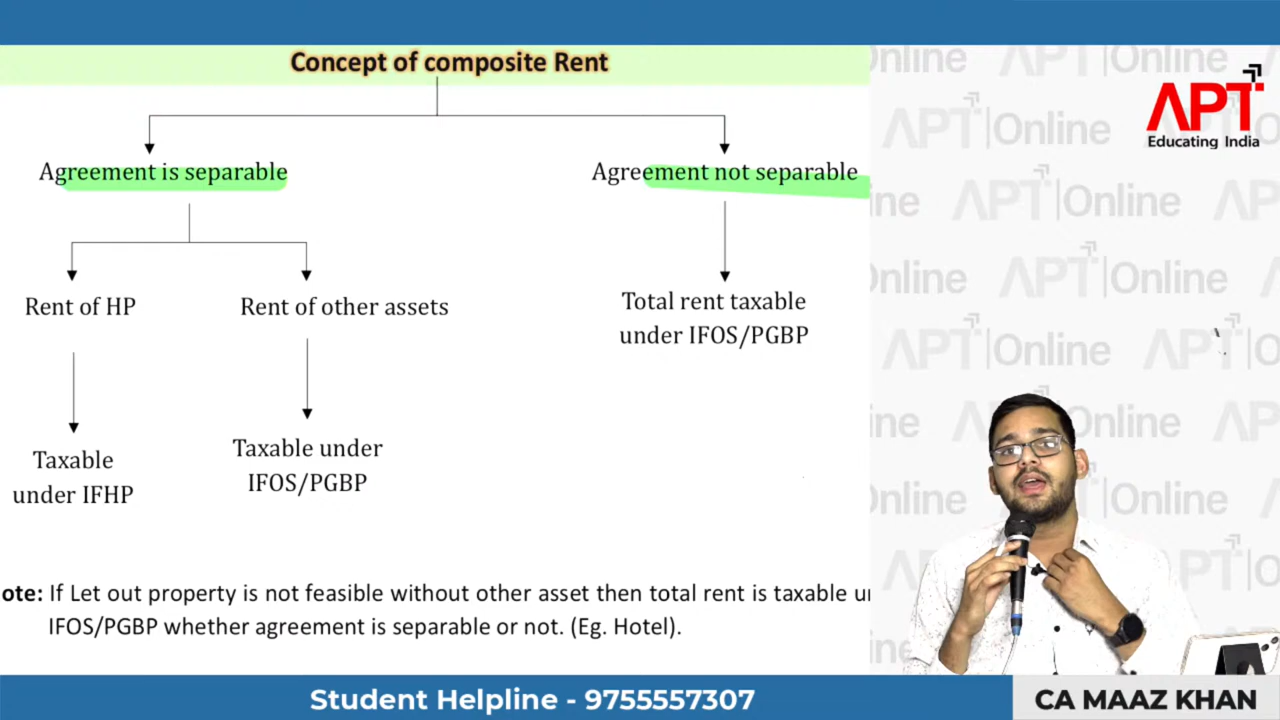 Concept of composite Rent
Agreement is separable
Agreement not separable
Rent of HP
Rent of other assets
Total rent taxable
under IFOS/PGBP
Taxable
under IFHP
Taxable under
IFOS/PGBP
ote: If Let out property is not feasible without other asset then total rent is taxable u
IFOS/PGBP whether agreement is separable or not. (Eg. Hotel).
APT
Educating India
APT|Online
Student Helpline - 9755557307
CA MAAZ KHAN